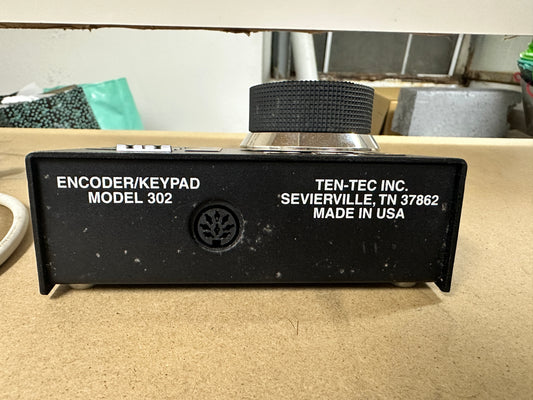 ENCODER/KEYPAD
MODEL 302
TEN-TEC INC.
SEVIERVILLE, TN 37862
MADE IN USA